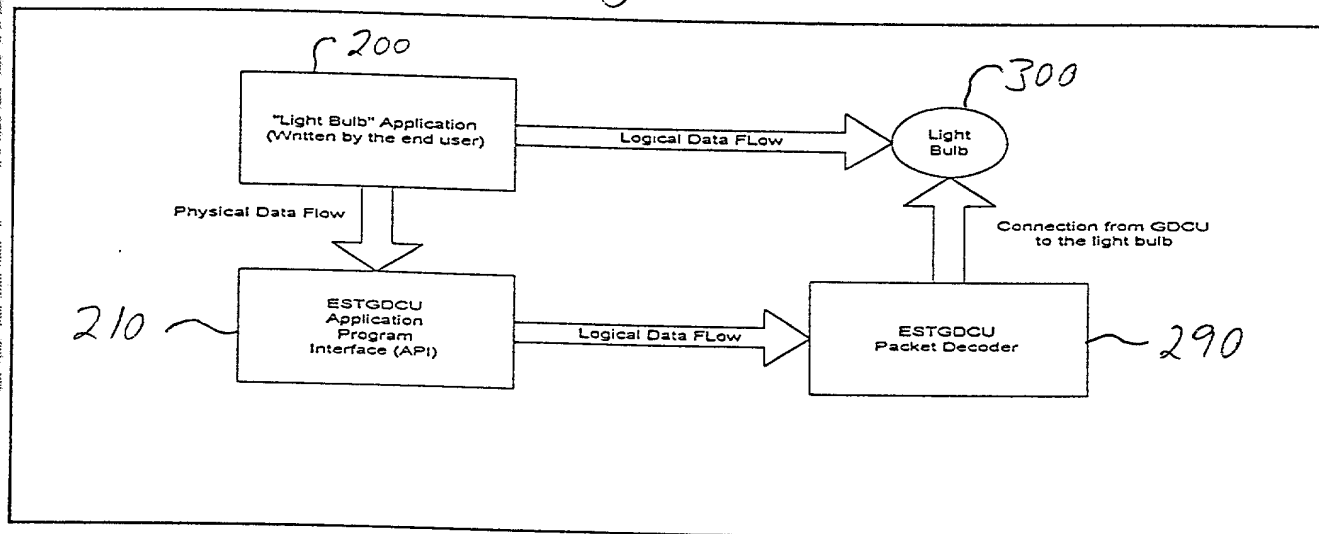 200
300
"Light Bulb" Application
(Written by the end user)
Logical Data FLow
Light
Bulb
Physical Data Flow
Connection from GDCU
to the light bulb
210
ESTGDCU
Application
Program
Interface (API)
Logical Data FLow
ESTGDCU
Packet Decoder
290